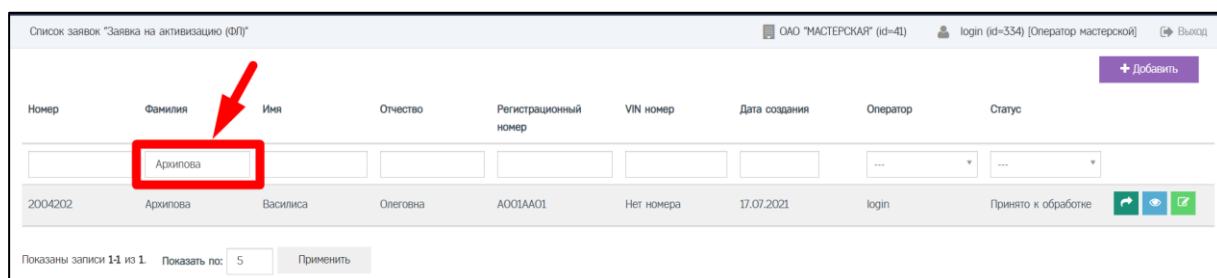 Список заявок "Заявка на активизацию (ФЛ)" ОАО "МАСТЕРСКАЯ" (id=41) login (id=334) [Оператор мастерской] Выход
+ Добавить
Номер Фамилия Имя Отчество Регистрационный номер VIN номер Дата создания Оператор Статус
Архипова --- ---
2004202 Архипова Василиса Олеговна А001АА01 Нет номера 17.07.2021 login Принято к обработке
Показаны записи 1-1 из 1. Показать по: 5 Применить